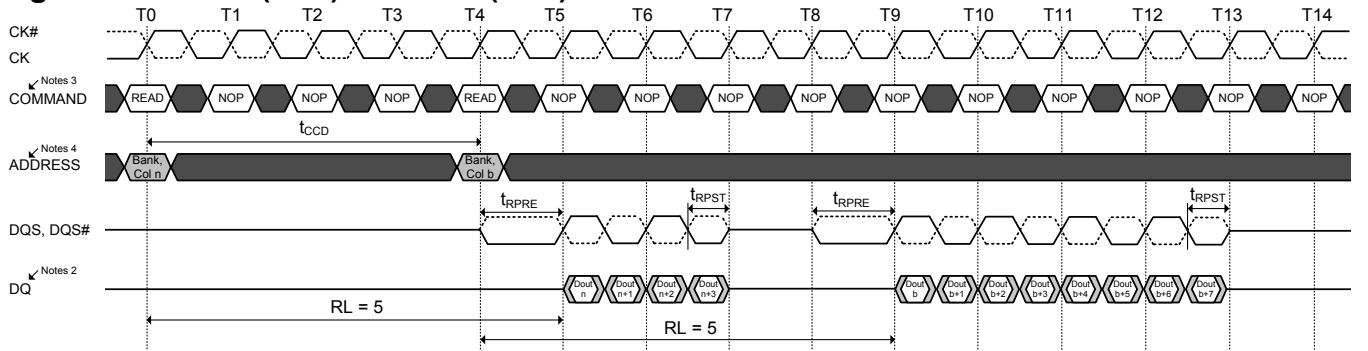 T0 T1 T2 T3 T4 T5 T6 T7 T8 T9 T10 T11 T12 T13 T14
CK#
CK
Notes 3
COMMAND READ NOP NOP NOP READ NOP NOP NOP NOP NOP NOP NOP NOP NOP NOP
tCCD
Notes 4
ADDRESS
Bank, Col n
Bank, Col b
tRPRE tRPST tRPRE tRPST
DQS, DQS#
Notes 2
DQ
Dout n Dout n+1 Dout n+2 Dout n+3 Dout b Dout b+1 Dout b+2 Dout b+3 Dout b+4 Dout b+5 Dout b+6 Dout b+7
RL = 5
RL = 5